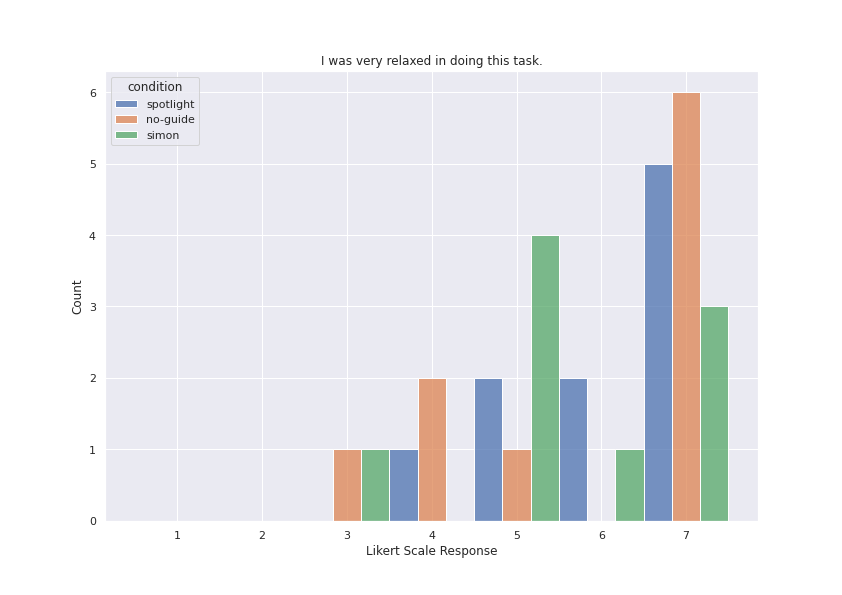 I was very relaxed in doing this task.
condition
spotlight
no-guide
simon
6
5
4
3
2
1
0
Count
1 2 3 4 5 6 7
Likert Scale Response